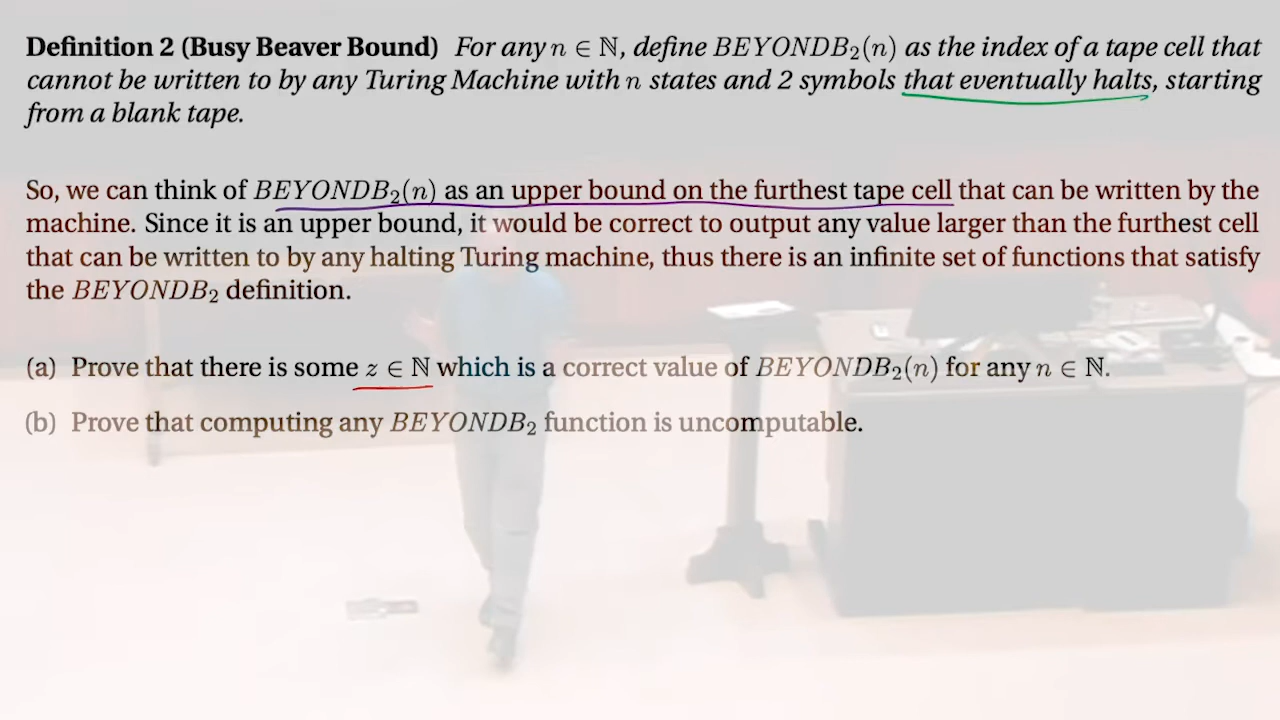 Definition 2 (Busy Beaver Bound) For any n ∈ ℕ, define BEYONDB₂(n) as the index of a tape cell that
cannot be written to by any Turing Machine with n states and 2 symbols that eventually halts, starting
from a blank tape.
So, we can think of BEYONDB₂(n) as an upper bound on the furthest tape cell that can be written by the
machine. Since it is an upper bound, it would be correct to output any value larger than the furthest cell
that can be written to by any halting Turing machine, thus there is an infinite set of functions that satisfy
the BEYONDB₂ definition.
(a) Prove that there is some z ∈ ℕ which is a correct value of BEYONDB₂(n) for any n ∈ ℕ.
(b) Prove that computing any BEYONDB₂ function is uncomputable.